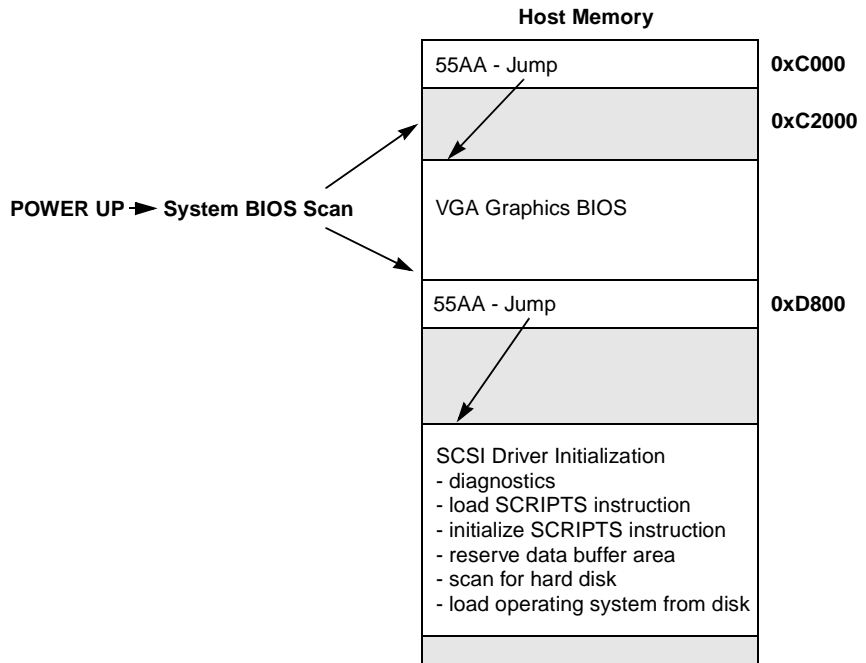 Host Memory
55AA - Jump
0xC000
0xC2000
POWER UP
System BIOS Scan
VGA Graphics BIOS
55AA - Jump
0xD800
SCSI Driver Initialization
- diagnostics
- load SCRIPTS instruction
- initialize SCRIPTS instruction
- reserve data buffer area
- scan for hard disk
- load operating system from disk